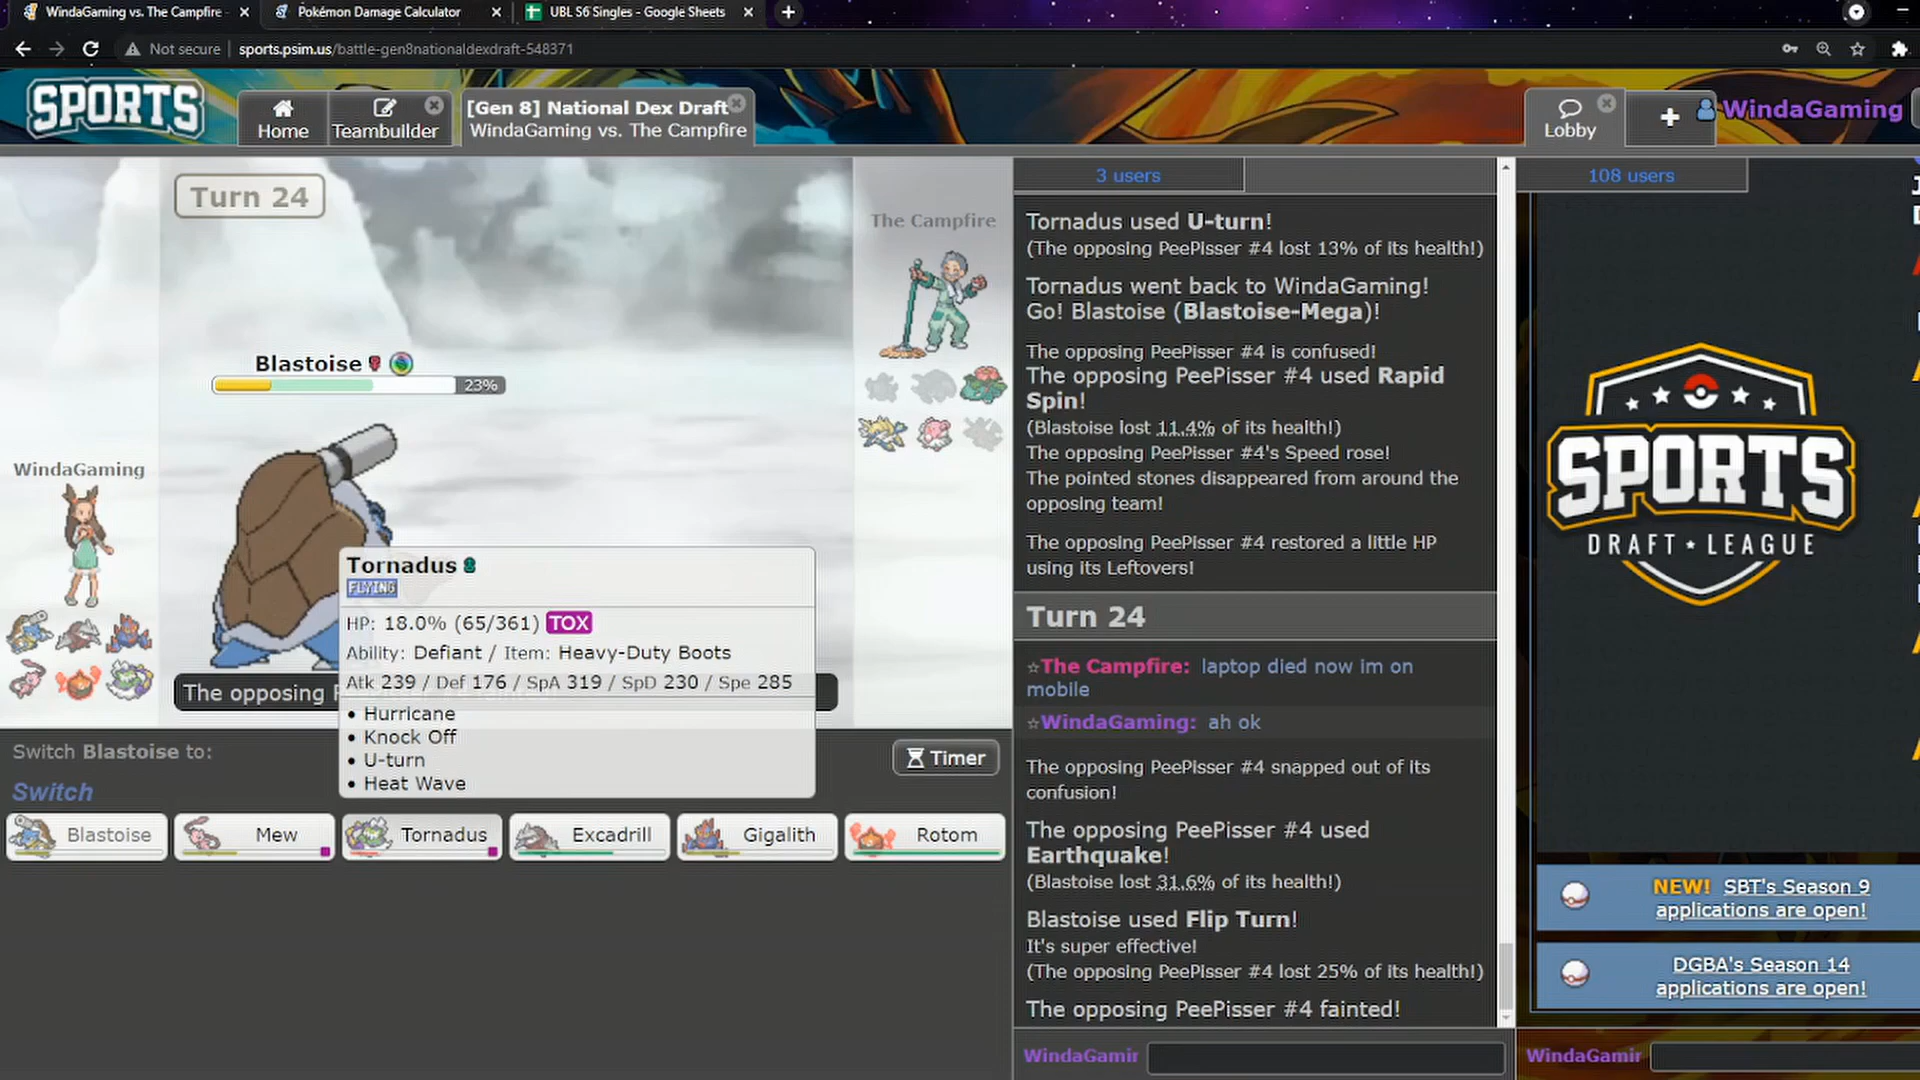 WindaGaming vs. The Campfire -
Pokémon Damage Calculator
UBL S6 Singles - Google Sheets
Not secure
sports.psim.us/battle-gen8nationaldexdraft-548371
SPORTS
Home
Teambuilder
[Gen 8] National Dex Draft
WindaGaming vs. The Campfire
Lobby
WindaGaming
Turn 24
The Campfire
Blastoise
23%
WindaGaming
Tornadus
FLYING
HP: 18.0% (65/361) TOX
Ability: Defiant / Item: Heavy-Duty Boots
Atk 239 / Def 176 / SpA 319 / SpD 230 / Spe 285
• Hurricane
• Knock Off
• U-turn
• Heat Wave
The opposing
Switch Blastoise to:
Timer
Switch
Blastoise
Mew
Tornadus
Excadrill
Gigalith
Rotom
3 users
Tornadus used U-turn!
(The opposing PeePisser #4 lost 13% of its health!)
Tornadus went back to WindaGaming!
Go! Blastoise (Blastoise-Mega)!
The opposing PeePisser #4 is confused!
The opposing PeePisser #4 used Rapid
Spin!
(Blastoise lost 11.4% of its health!)
The opposing PeePisser #4's Speed rose!
The pointed stones disappeared from around the
opposing team!
The opposing PeePisser #4 restored a little HP
using its Leftovers!
Turn 24
☆The Campfire: laptop died now im on
mobile
☆WindaGaming: ah ok
The opposing PeePisser #4 snapped out of its
confusion!
The opposing PeePisser #4 used
Earthquake!
(Blastoise lost 31.6% of its health!)
Blastoise used Flip Turn!
It's super effective!
(The opposing PeePisser #4 lost 25% of its health!)
The opposing PeePisser #4 fainted!
WindaGamir
108 users
SPORTS
DRAFT ★ LEAGUE
NEW! SBT's Season 9
applications are open!
DGBA's Season 14
applications are open!
WindaGamir